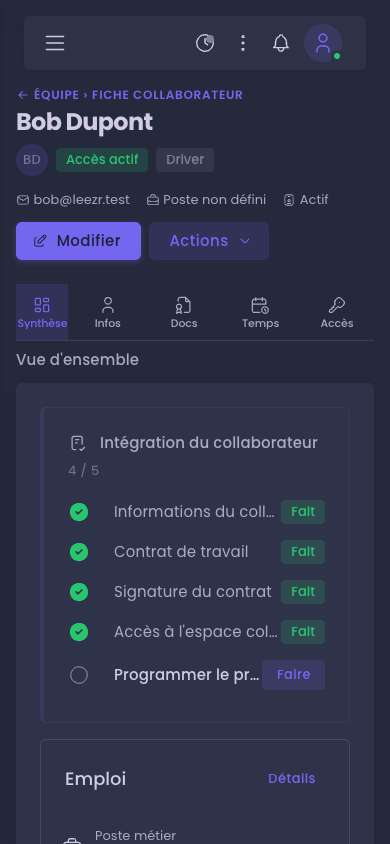 ← ÉQUIPE › FICHE COLLABORATEUR
Bob Dupont
BD Accès actif Driver
bob@leezr.test Poste non défini Actif
Modifier Actions
Synthèse Infos Docs Temps Accès
Vue d'ensemble
Intégration du collaborateur
4 / 5
Informations du coll... Fait
Contrat de travail Fait
Signature du contrat Fait
Accès à l'espace col... Fait
Programmer le pr... Faire
Emploi Détails
Poste métier